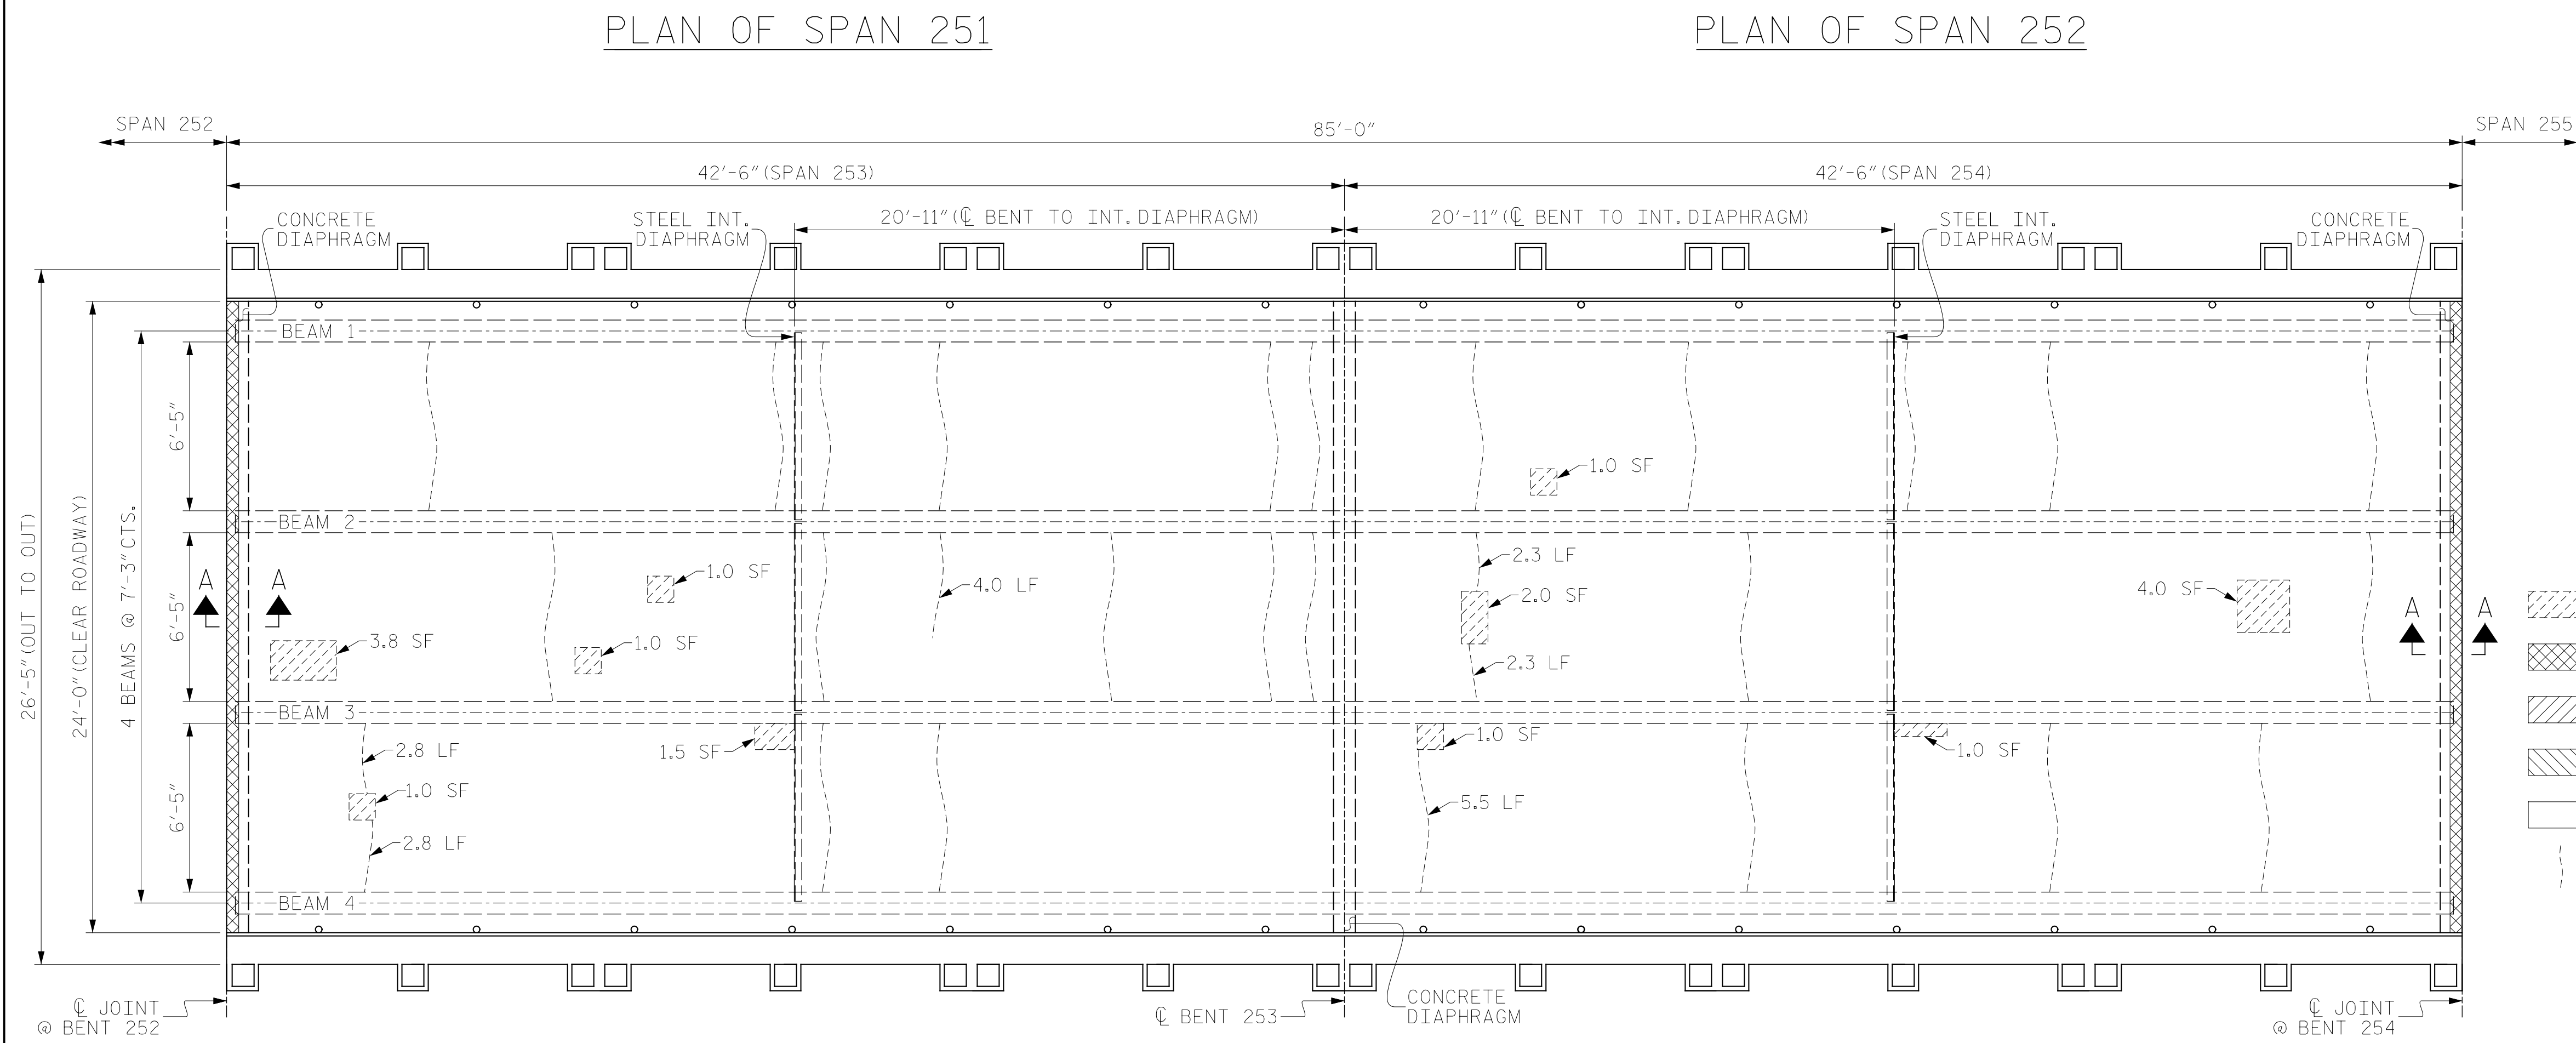 PLAN OF SPAN 251
PLAN OF SPAN 252
SPAN 252
85'-0"
SPAN 255
42'-6"(SPAN 253)
42'-6"(SPAN 254)
CONCRETE
DIAPHRAGM
STEEL INT.
DIAPHRAGM
20'-11"(℄ BENT TO INT. DIAPHRAGM)
20'-11"(℄ BENT TO INT. DIAPHRAGM)
STEEL INT.
DIAPHRAGM
CONCRETE
DIAPHRAGM
26'-5"(OUT TO OUT)
24'-0"(CLEAR ROADWAY)
4 BEAMS @ 7'-3"CTS.
6'-5"
6'-5"
6'-5"
BEAM 1
1.0 SF
BEAM 2
2.3 LF
A
A
1.0 SF
4.0 LF
2.0 SF
4.0 SF
A
A
3.8 SF
1.0 SF
2.3 LF
BEAM 3
2.8 LF
1.5 SF
1.0 SF
1.0 SF
1.0 SF
5.5 LF
2.8 LF
BEAM 4
℄ JOINT
@ BENT 252
℄ BENT 253
CONCRETE
DIAPHRAGM
℄ JOINT
@ BENT 254